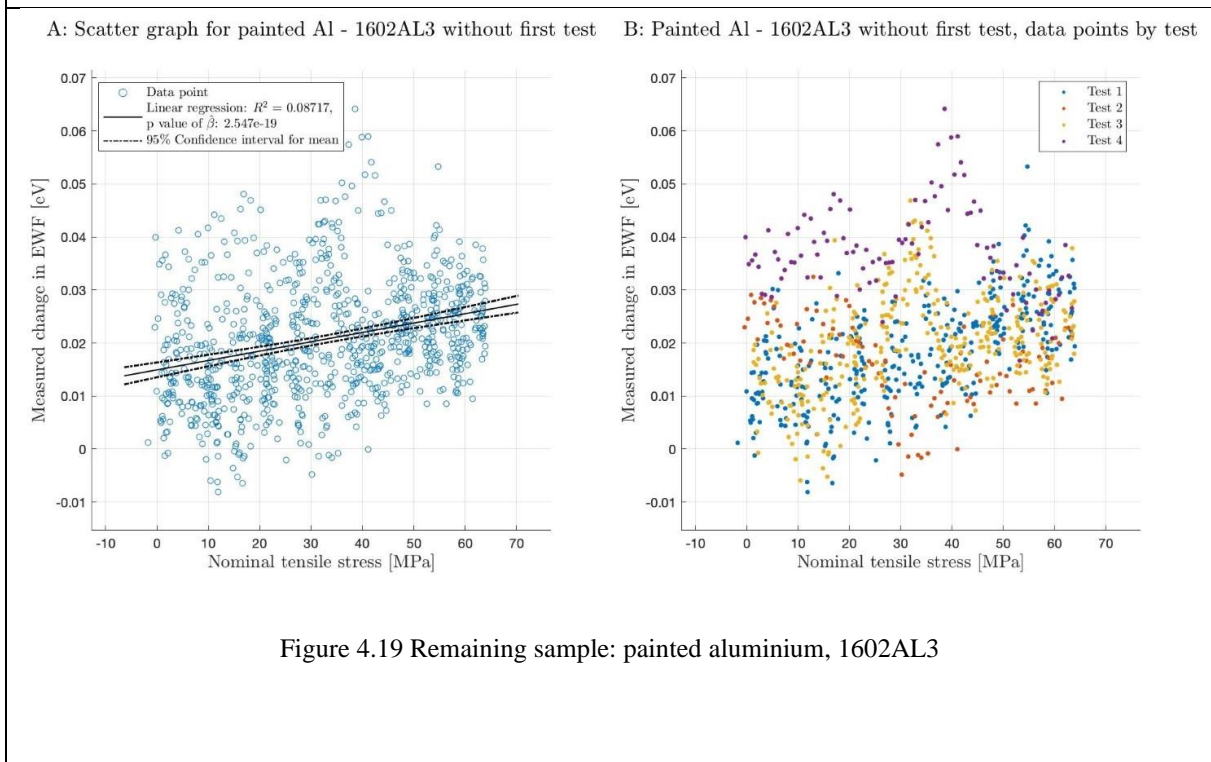 A: Scatter graph for painted Al - 1602AL3 without first test
0.07
0.06
0.05
0.04
0.03
0.02
0.01
0
-0.01
Measured change in EWF [eV]
Data point
Linear regression: R² = 0.08717,
p value of β̂: 2.547e-19
95% Confidence interval for mean
-10 0 10 20 30 40 50 60 70
Nominal tensile stress [MPa]
B: Painted Al - 1602AL3 without first test, data points by test
0.07
0.06
0.05
0.04
0.03
0.02
0.01
0
-0.01
Measured change in EWF [eV]
Test 1
Test 2
Test 3
Test 4
-10 0 10 20 30 40 50 60 70
Nominal tensile stress [MPa]
Figure 4.19 Remaining sample: painted aluminium, 1602AL3